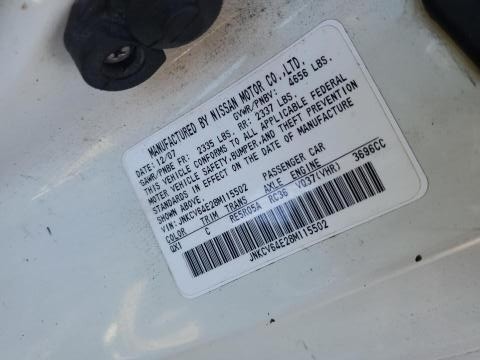 MANUFACTURED BY NISSAN MOTOR CO.,LTD.
DATE: 12/07 GVWR/PNBV: 4656 LBS.
GAWR/PNBE FR: 2335 LBS. RR: 2337 LBS.
THIS VEHICLE CONFORMS TO ALL APPLICABLE FEDERAL
MOTOR VEHICLE SAFETY,BUMPER,AND THEFT PREVENTION
STANDARDS IN EFFECT ON THE DATE OF MANUFACTURE
SHOWN ABOVE.
VIN:JNKCV64E28M115502 PASSENGER CAR
COLOR TRIM TRANS AXLE ENGINE 3696CC
QX1 C RE5R05A RC36 VQ37(VHR)
JNKCV64E28M115502